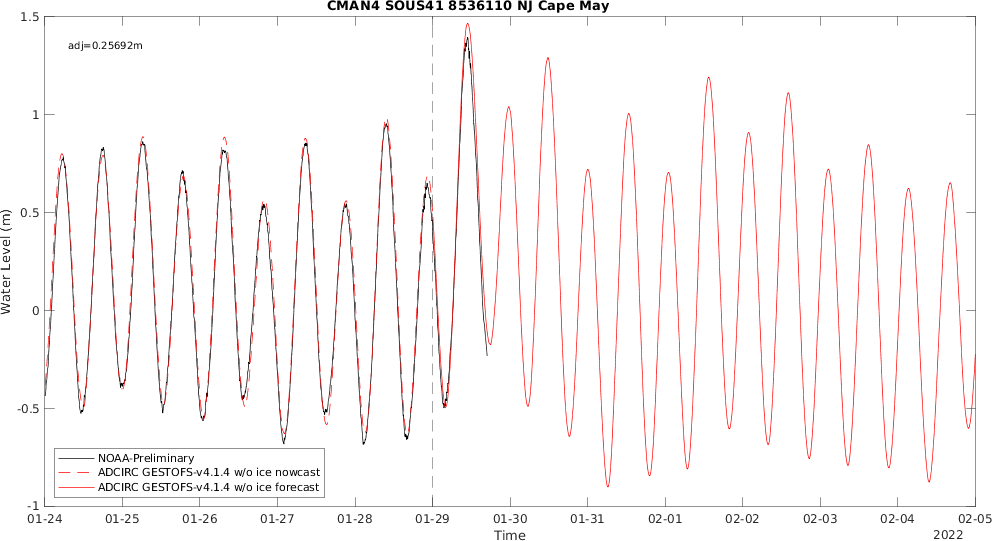 CMAN4 SOUS41 8536110 NJ Cape May
adj=0.25692m
1.5
1
0.5
0
-0.5
-1
Water Level (m)
NOAA-Preliminary
ADCIRC GESTOFS-v4.1.4 w/o ice nowcast
ADCIRC GESTOFS-v4.1.4 w/o ice forecast
01-24 01-25 01-26 01-27 01-28 01-29 01-30 01-31 02-01 02-02 02-03 02-04 02-05
Time
2022